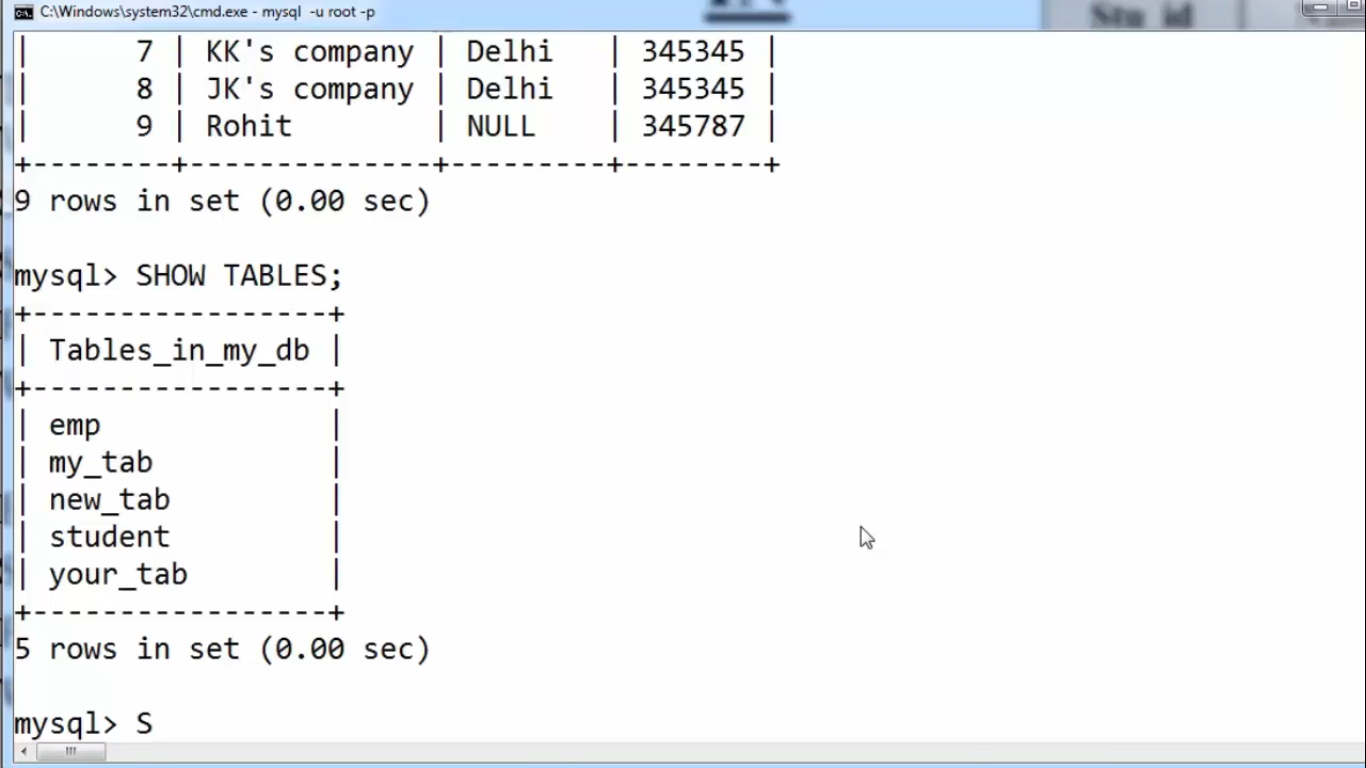 C:\Windows\system32\cmd.exe - mysql -u root -p
Stu_id
| 7 | KK's company | Delhi | 345345 |
| 8 | JK's company | Delhi | 345345 |
| 9 | Rohit | NULL | 345787 |
+--------+--------------+---------+--------+
9 rows in set (0.00 sec)
mysql> SHOW TABLES;
+-----------------+
| Tables_in_my_db |
+-----------------+
| emp |
| my_tab |
| new_tab |
| student |
| your_tab |
+-----------------+
5 rows in set (0.00 sec)
mysql> S